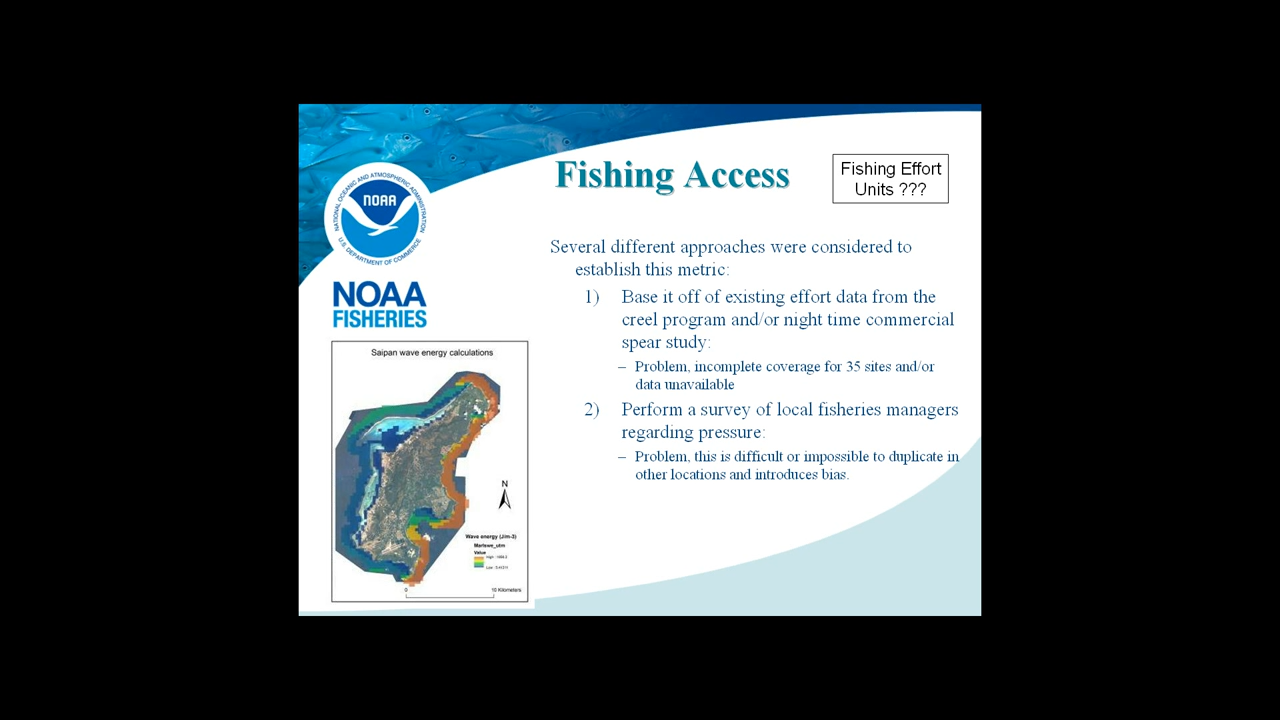 Fishing Access
Fishing Effort
Units ???
NATIONAL OCEANIC AND ATMOSPHERIC ADMINISTRATION
NOAA
U.S. DEPARTMENT OF COMMERCE
NOAA
FISHERIES
Several different approaches were considered to
establish this metric:
1) Base it off of existing effort data from the
creel program and/or night time commercial
spear study:
– Problem, incomplete coverage for 35 sites and/or
data unavailable
2) Perform a survey of local fisheries managers
regarding pressure:
– Problem, this is difficult or impossible to duplicate in
other locations and introduces bias.
Saipan wave energy calculations
N
Wave energy (J/m-3)
Value
High :
Low :
0 10 Kilometers